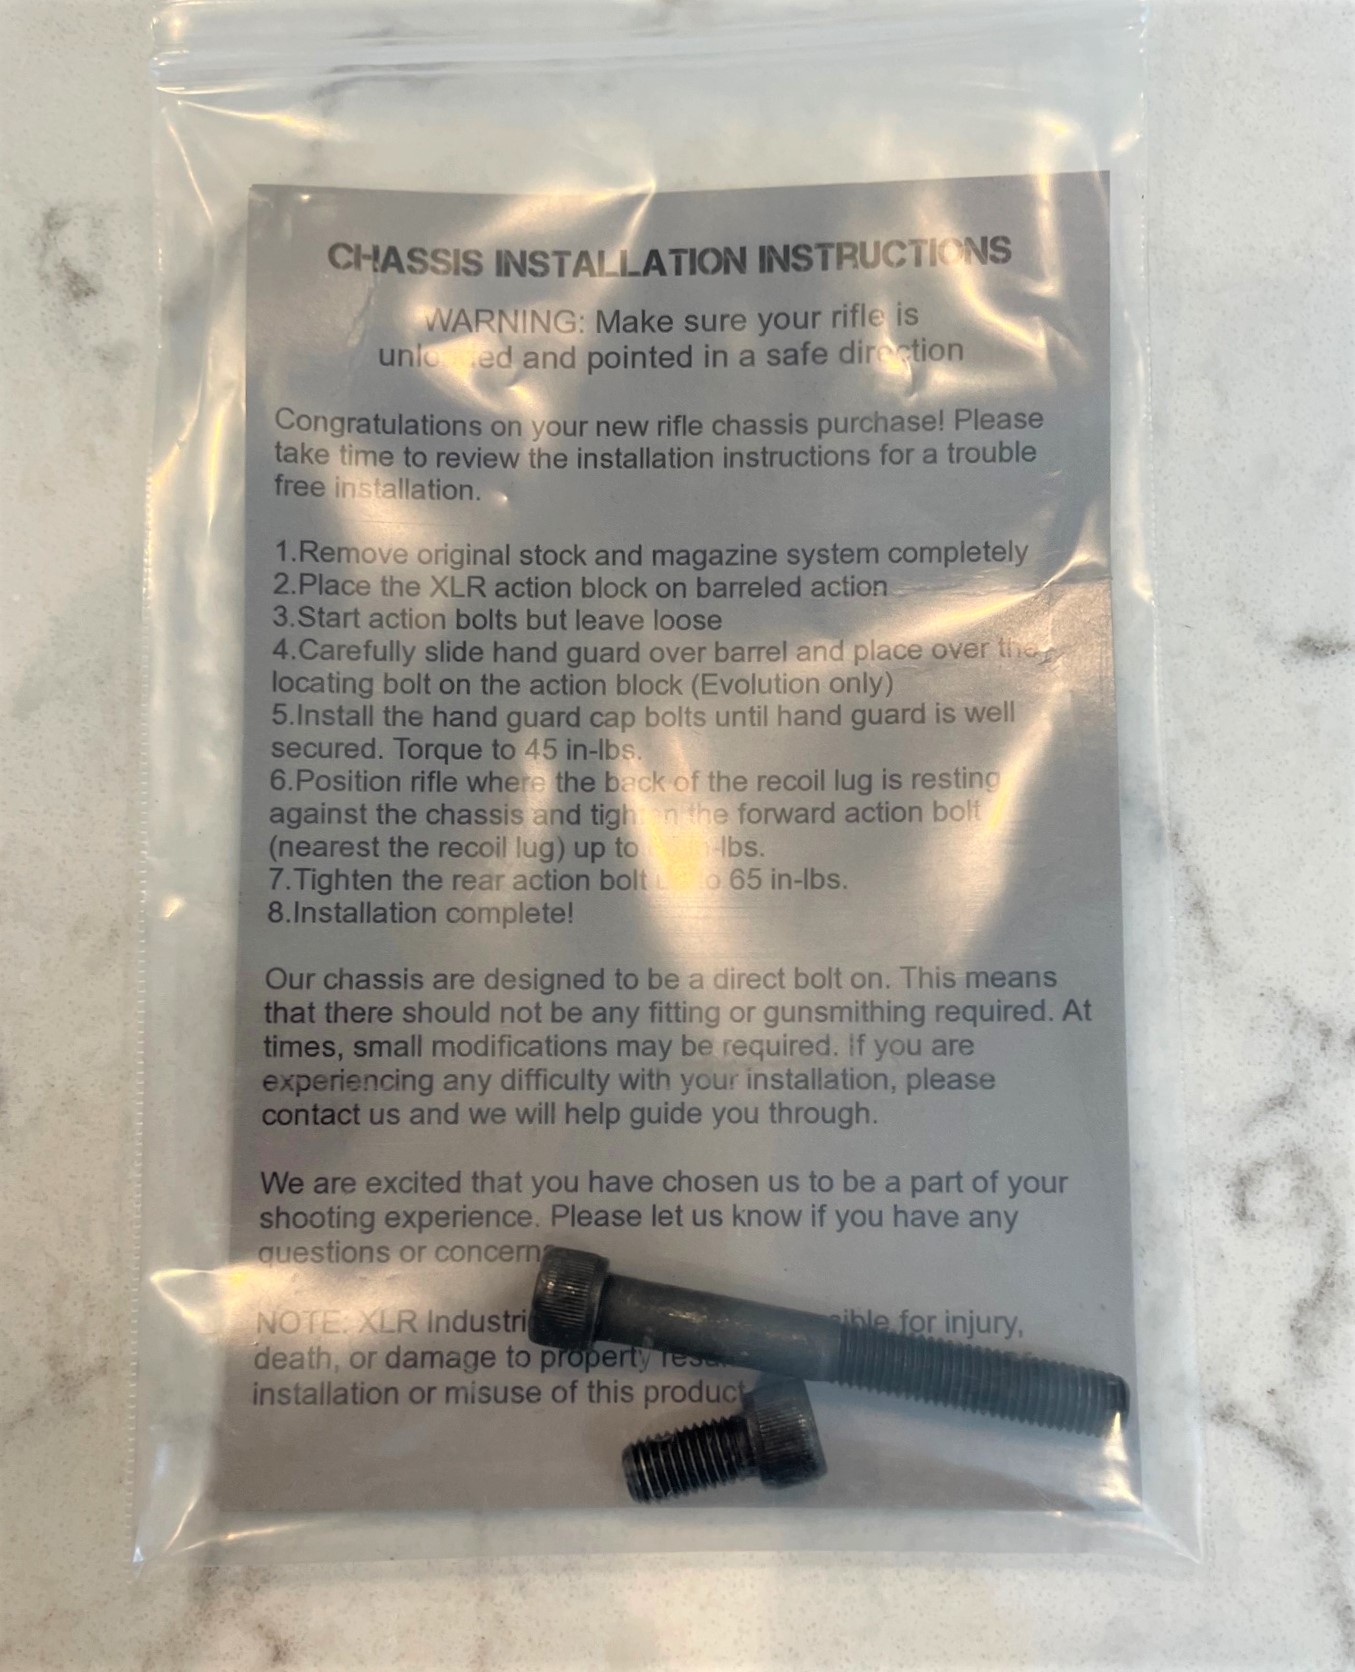 CHASSIS INSTALLATION INSTRUCTIONS
WARNING: Make sure your rifle is
and pointed in a safe direction
Congratulations on your new rifle chassis purchase! Please
take time to review the installation instructions for a trouble
free installation.
1.Remove original stock and magazine system completely
2.Place the XLR action block on barreled action
3.Start action bolts but leave loose
4.Carefully slide hand guard over barrel and place over the
locating bolt on the action block (Evolution only)
5.Install the hand guard cap bolts until hand guard is well
secured. Torque to 45 in-lbs.
6.Position rifle where the back of the recoil lug is resting
against the chassis and tighten the forward action bolt
(nearest the recoil lug) up to
7.Tighten the rear action bolt 65 in-lbs.
8.Installation complete!
Our chassis are designed to be a direct bolt on. This means
that there should not be any fitting or gunsmithing required. At
times, small modifications may be required. If you are
experiencing any difficulty with your installation, please
contact us and we will help guide you through.
We are excited that you have chosen us to be a part of your
shooting experience. Please let us know if you have any
questions or
NOTE: XLR for injury,
death, or damage to property
installation or misuse of this product